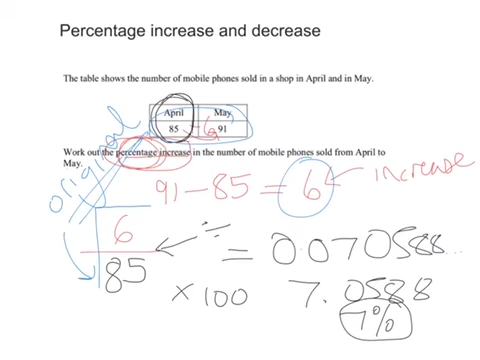 Percentage increase and decrease
The table shows the number of mobile phones sold in a shop in April and in May.
April May
85 - 6 91
Work out the percentage increase in the number of mobile phones sold from April to
May.
original
91 - 85 = 6 ← increase
6 ← ÷ = 0.070588...
85
× 100 7.0588
7%